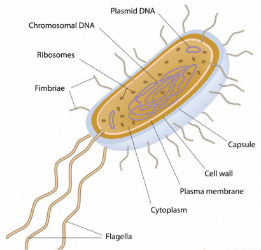 Plasmid DNA
Chromosomal DNA
Ribosomes
Fimbriae
Capsule
Cell wall
Plasma membrane
Cytoplasm
Flagella